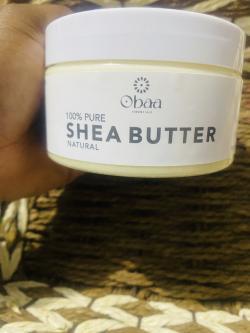 Obaa
100% PURE
SHEA BUTTER
NATURAL